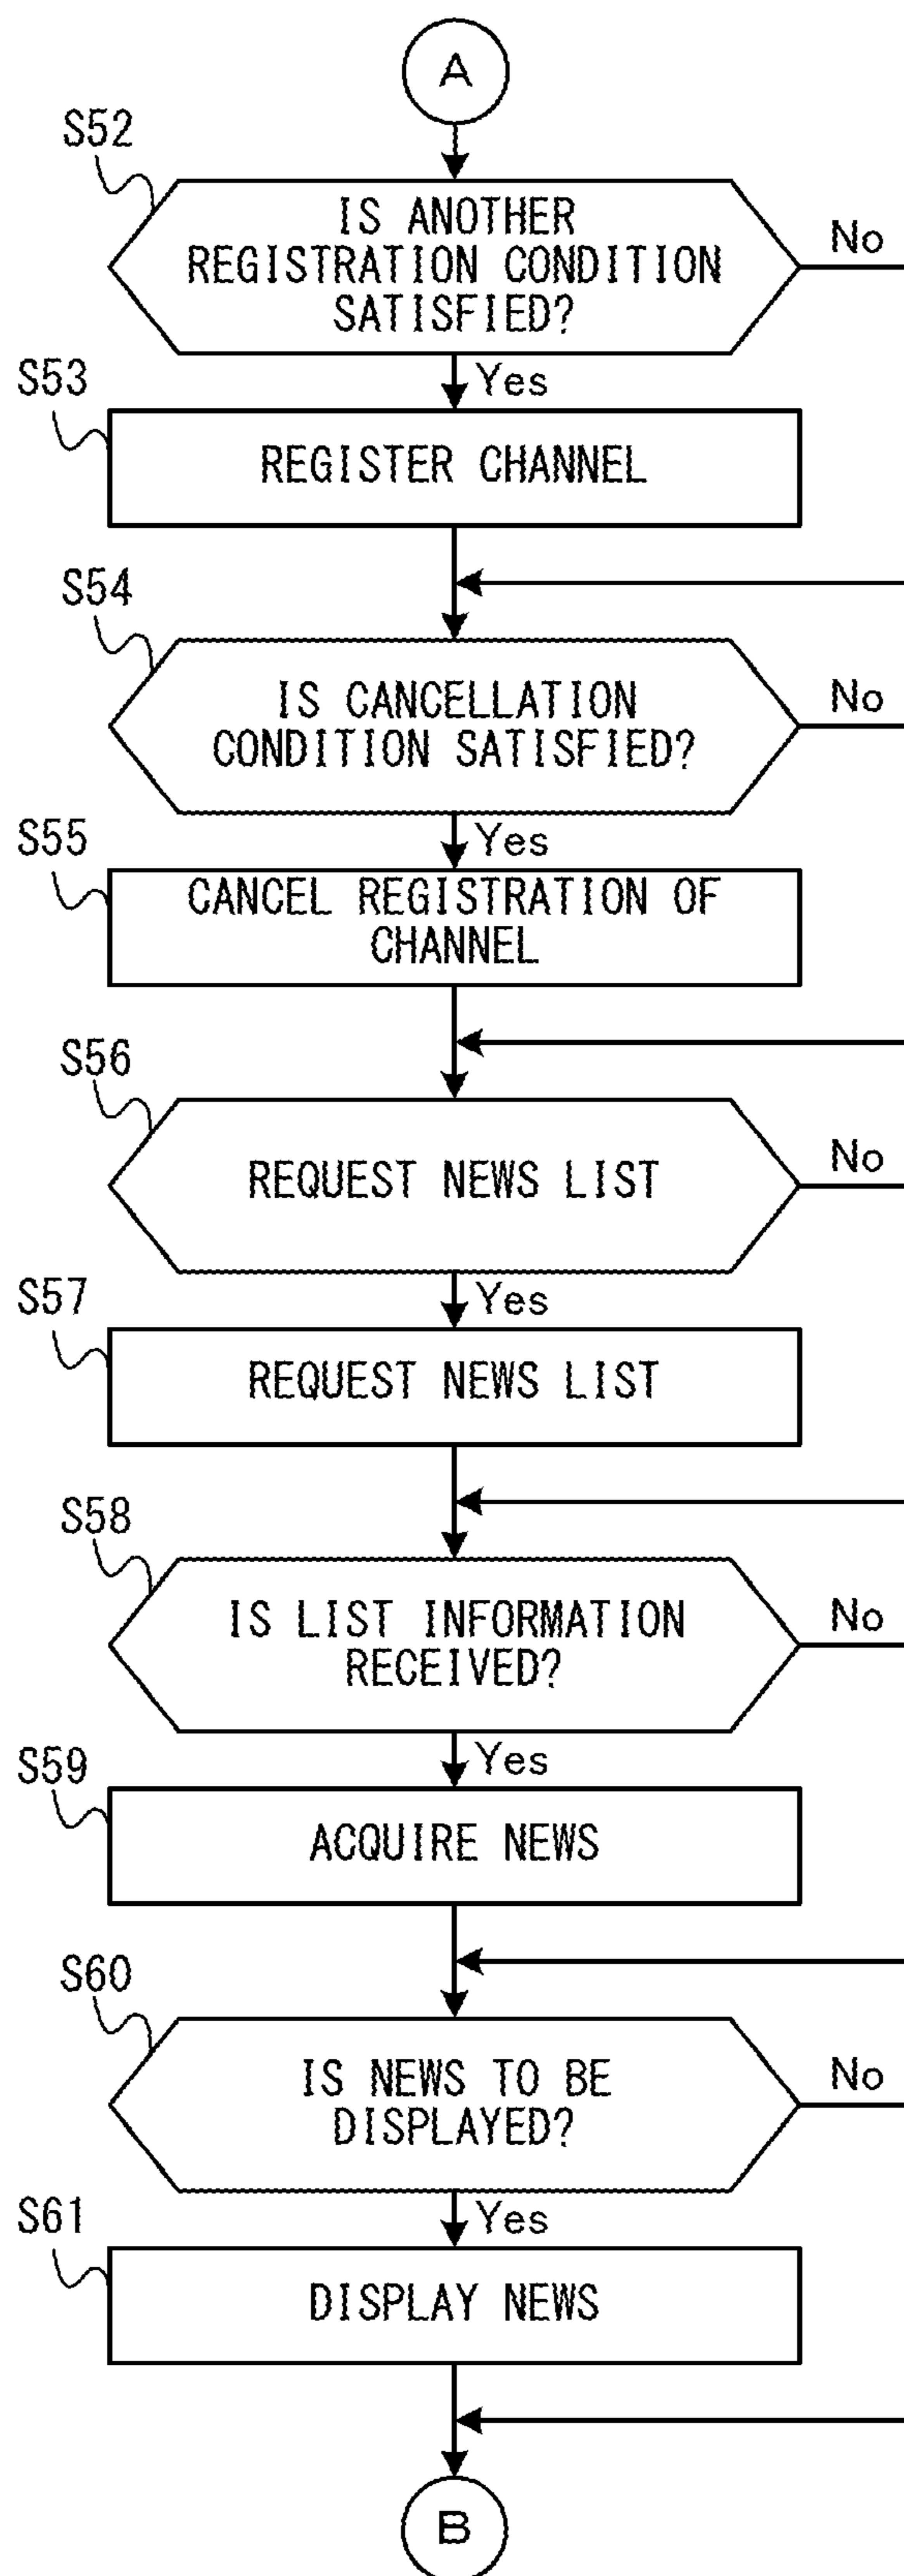 A
S52
IS ANOTHER
REGISTRATION CONDITION
SATISFIED?
No
Yes
S53
REGISTER CHANNEL
S54
IS CANCELLATION
CONDITION SATISFIED?
No
Yes
S55
CANCEL REGISTRATION OF
CHANNEL
S56
REQUEST NEWS LIST
No
Yes
S57
REQUEST NEWS LIST
S58
IS LIST INFORMATION
RECEIVED?
No
Yes
S59
ACQUIRE NEWS
S60
IS NEWS TO BE
DISPLAYED?
No
Yes
S61
DISPLAY NEWS
B